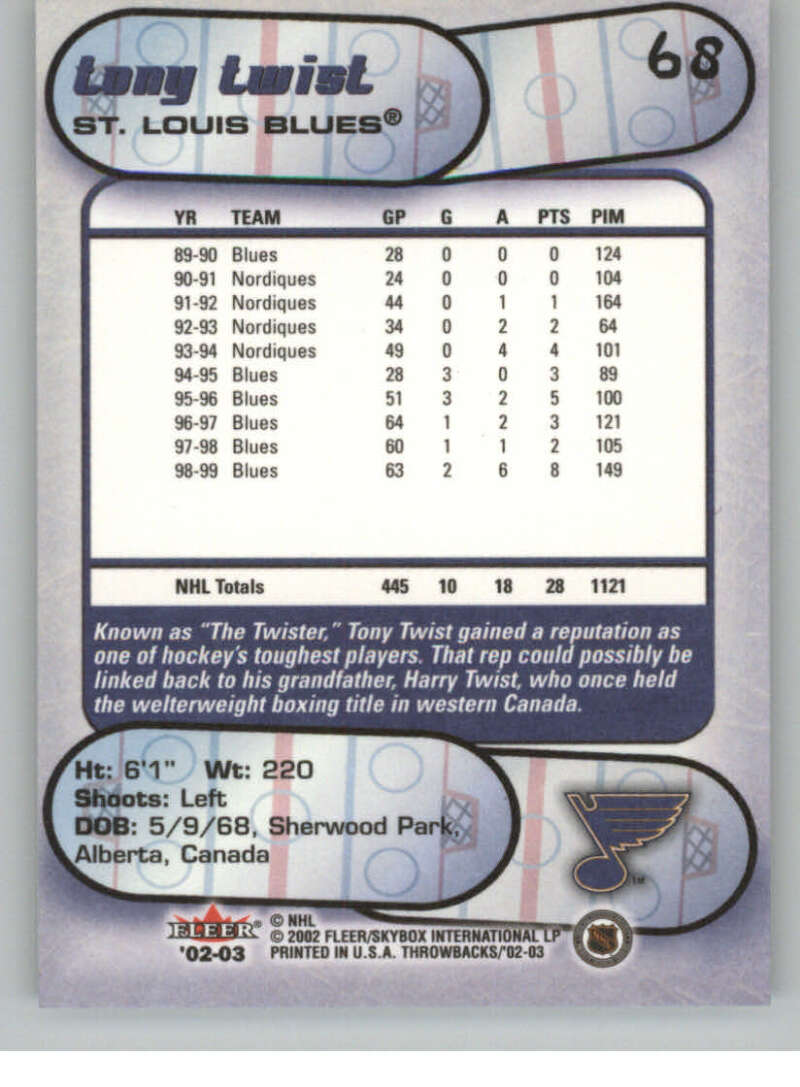 tony twist
ST. LOUIS BLUES®
68
YR TEAM GP G A PTS PIM
89-90 Blues 28 0 0 0 124
90-91 Nordiques 24 0 0 0 104
91-92 Nordiques 44 0 1 1 164
92-93 Nordiques 34 0 2 2 64
93-94 Nordiques 49 0 4 4 101
94-95 Blues 28 3 0 3 89
95-96 Blues 51 3 2 5 100
96-97 Blues 64 1 2 3 121
97-98 Blues 60 1 1 2 105
98-99 Blues 63 2 6 8 149
NHL Totals 445 10 18 28 1121
Known as "The Twister," Tony Twist gained a reputation as
one of hockey's toughest players. That rep could possibly be
linked back to his grandfather, Harry Twist, who once held
the welterweight boxing title in western Canada.
Ht: 6'1" Wt: 220
Shoots: Left
DOB: 5/9/68, Sherwood Park,
Alberta, Canada
TM
FLEER®
'02-03
© NHL
© 2002 FLEER/SKYBOX INTERNATIONAL LP
PRINTED IN U.S.A. THROWBACKS/'02-03